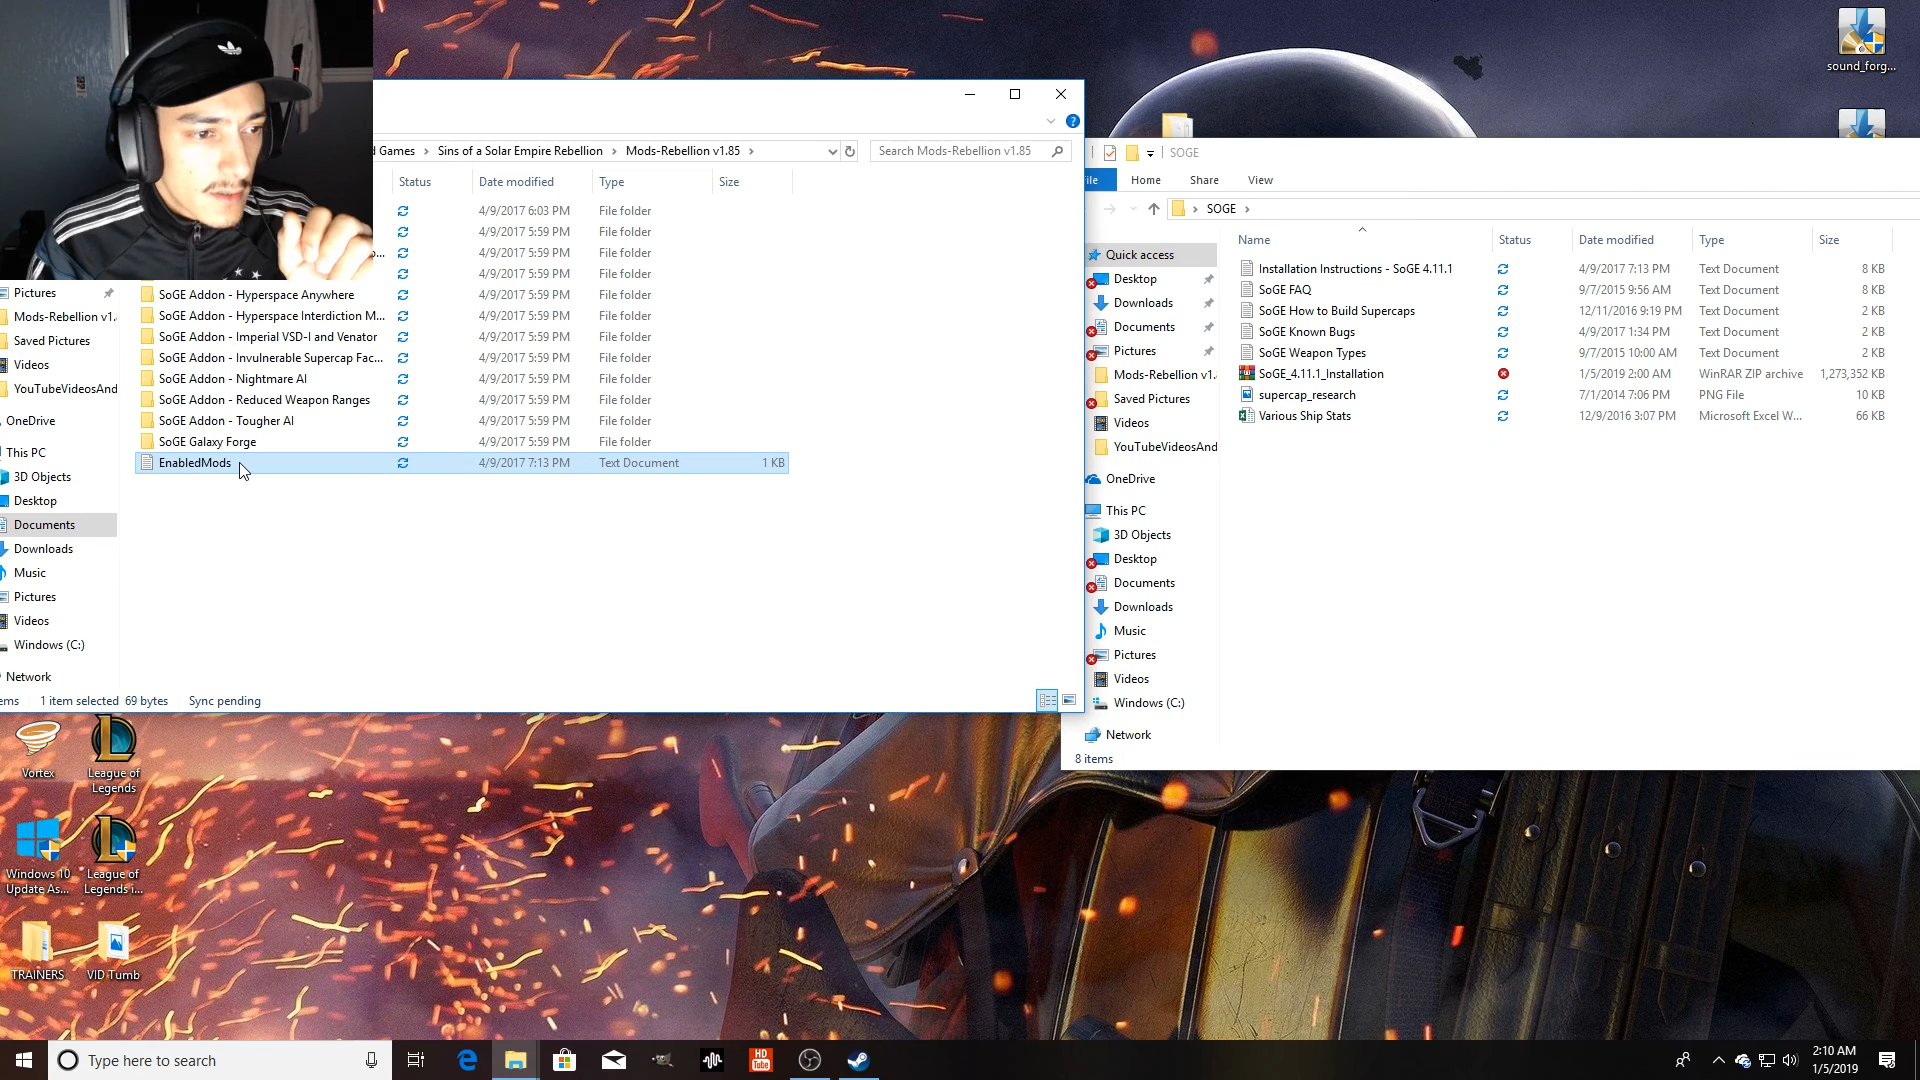 sound_forg...
d Games > Sins of a Solar Empire Rebellion > Mods-Rebellion v1.85 >
Search Mods-Rebellion v1.85
Status Date modified Type Size
4/9/2017 6:03 PM File folder
4/9/2017 5:59 PM File folder
o... 4/9/2017 5:59 PM File folder
4/9/2017 5:59 PM File folder
SoGE Addon - Hyperspace Anywhere 4/9/2017 5:59 PM File folder
SoGE Addon - Hyperspace Interdiction M... 4/9/2017 5:59 PM File folder
SoGE Addon - Imperial VSD-I and Venator 4/9/2017 5:59 PM File folder
SoGE Addon - Invulnerable Supercap Fac... 4/9/2017 5:59 PM File folder
SoGE Addon - Nightmare AI 4/9/2017 5:59 PM File folder
SoGE Addon - Reduced Weapon Ranges 4/9/2017 5:59 PM File folder
SoGE Addon - Tougher AI 4/9/2017 5:59 PM File folder
SoGE Galaxy Forge 4/9/2017 5:59 PM File folder
EnabledMods 4/9/2017 7:13 PM Text Document 1 KB
Pictures
Mods-Rebellion v1.
Saved Pictures
Videos
YouTubeVideosAnd
OneDrive
This PC
3D Objects
Desktop
Documents
Downloads
Music
Pictures
Videos
Windows (C:)
Network
ems 1 item selected 69 bytes Sync pending
SOGE
ile Home Share View
> SOGE >
Name Status Date modified Type Size
Installation Instructions - SoGE 4.11.1 4/9/2017 7:13 PM Text Document 8 KB
SoGE FAQ 9/7/2015 9:56 AM Text Document 8 KB
SoGE How to Build Supercaps 12/11/2016 9:19 PM Text Document 2 KB
SoGE Known Bugs 4/9/2017 1:34 PM Text Document 2 KB
SoGE Weapon Types 9/7/2015 10:00 AM Text Document 2 KB
SoGE_4.11.1_Installation 1/5/2019 2:00 AM WinRAR ZIP archive 1,273,352 KB
supercap_research 7/1/2014 7:06 PM PNG File 10 KB
Various Ship Stats 12/9/2016 3:07 PM Microsoft Excel W... 66 KB
Quick access
Desktop
Downloads
Documents
Pictures
Mods-Rebellion v1.
Saved Pictures
Videos
YouTubeVideosAnd
OneDrive
This PC
3D Objects
Desktop
Documents
Downloads
Music
Pictures
Videos
Windows (C:)
Network
8 items
Vortex
League of
Legends
Windows 10
Update As...
League of
Legends i...
TRAINERS
VID Tumb
Type here to search
HD
Tube
2:10 AM
1/5/2019